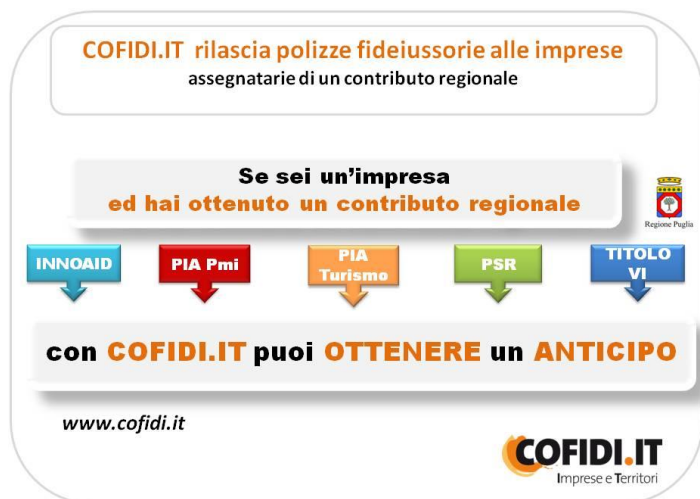 COFIDI.IT rilascia polizze fideiussorie alle imprese
assegnatarie di un contributo regionale
Se sei un'impresa
ed hai ottenuto un contributo regionale
Regione Puglia
INNOAID
PIA Pmi
PIA
Turismo
PSR
TITOLO
VI
con COFIDI.IT puoi OTTENERE un ANTICIPO
www.cofidi.it
COFIDI.IT
Imprese e Territori